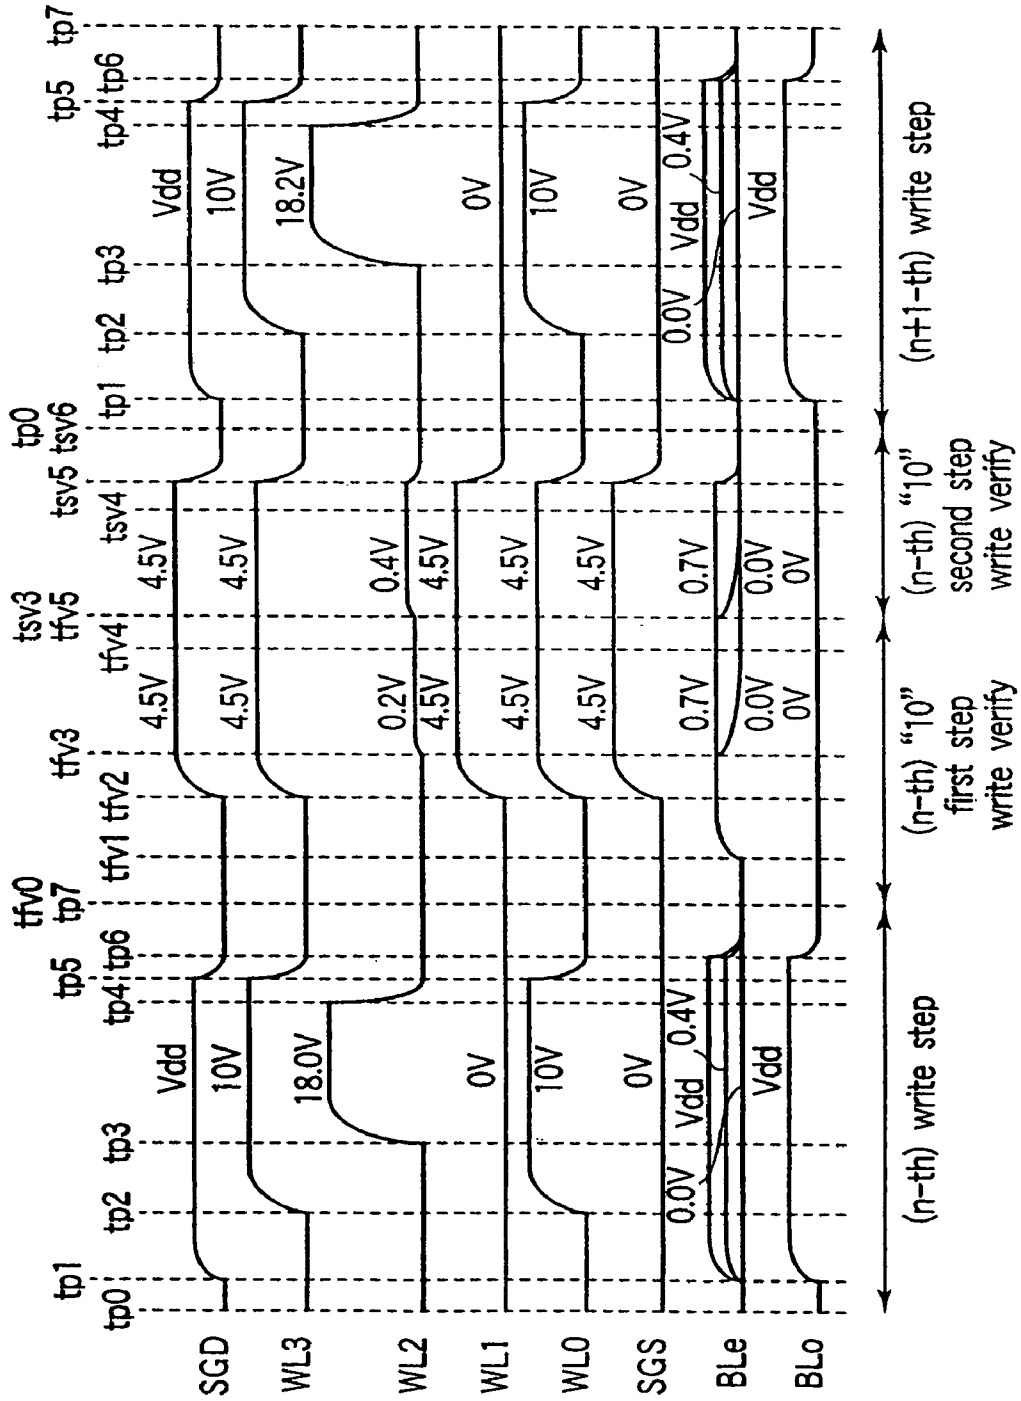 tp0 tp1 tp2 tp3 tp4 tp5 tp6 tp7 tfv0 tfv1 tfv2 tfv3 tfv4 tfv5 tsv3 tsv4 tsv5 tsv6 tp0 tp1 tp2 tp3 tp4 tp5 tp6 tp7
SGD Vdd 4.5V 4.5V Vdd
WL3 10V 4.5V 4.5V 10V
WL2 18.0V 0.2V 0.4V 18.2V
WL1 0V 4.5V 4.5V 0V
WL0 10V 4.5V 4.5V 10V
SGS 0V 4.5V 4.5V 0V
BLe 0.0V Vdd 0.4V 0.7V 0.0V 0.7V 0.0V 0.0V Vdd 0.4V
BLo Vdd 0V 0V Vdd
(n-th) write step
(n-th) "10"
first step
write verify
(n-th) "10"
second step
write verify
(n+1-th) write step